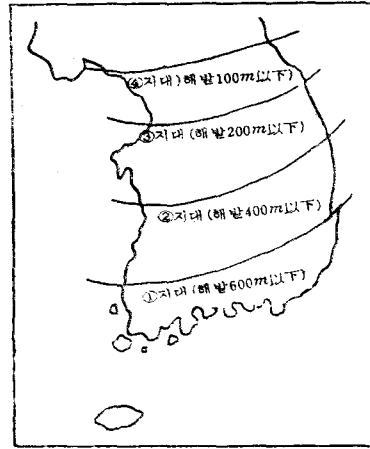 ④지대) 해발100m以下)
③지대 (해발200m以下)
②지대 (해발400m以下)
①지대 (해발600m以下)